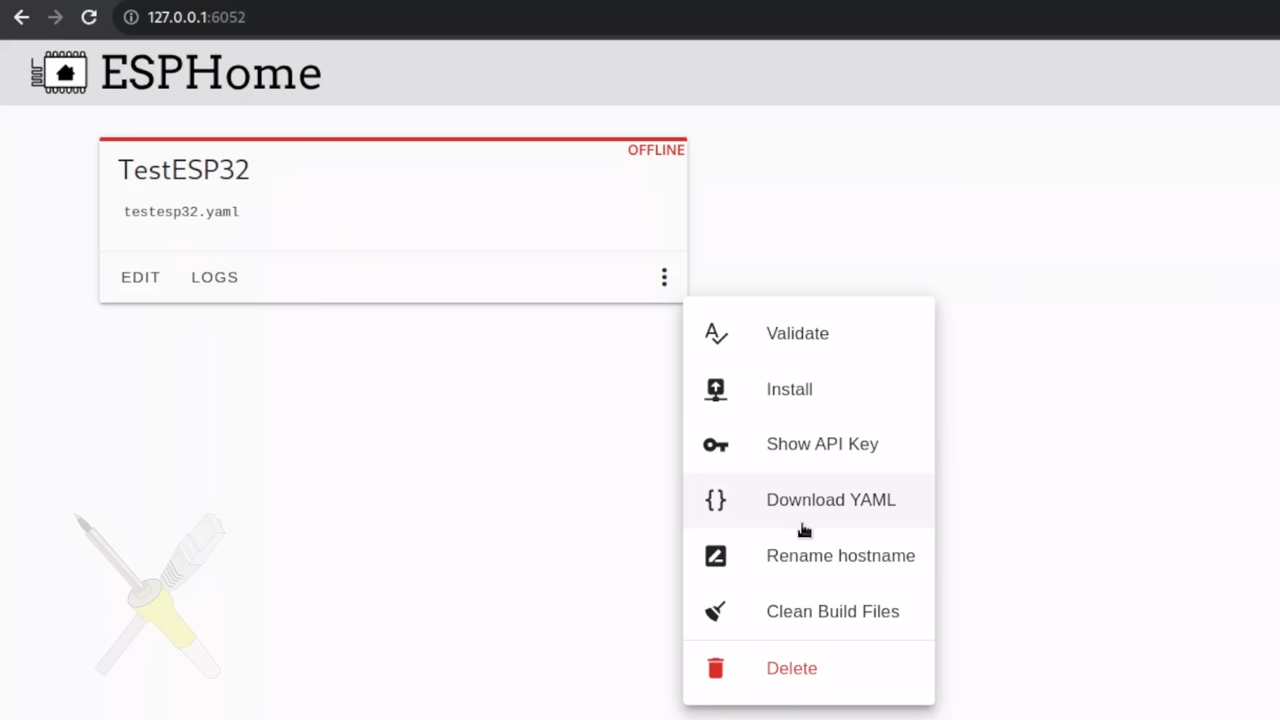 127.0.0.1:6052
ESPHome
OFFLINE
TestESP32
testesp32.yaml
EDIT LOGS
Validate
Install
Show API Key
Download YAML
Rename hostname
Clean Build Files
Delete